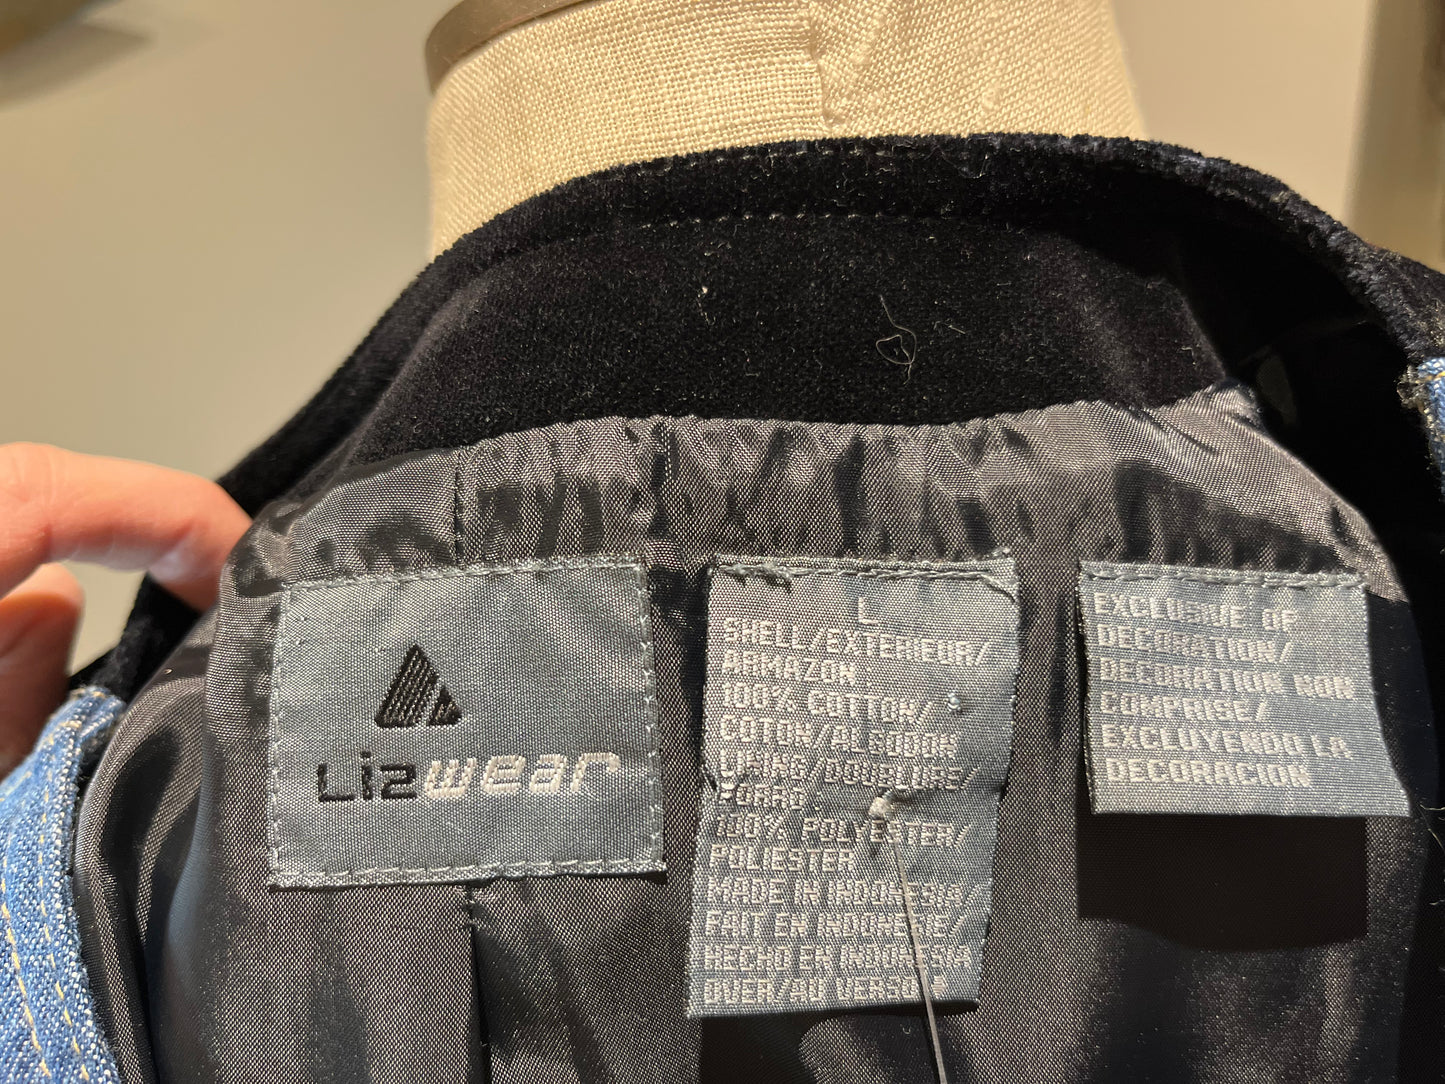 Lizwear
L
SHELL/EXTERIEUR/
ARMAZON
100% COTTON/
COTON/ALGODON
LINING/DOUBLURE/
FORRO
100% POLYESTER/
POLIESTER
MADE IN INDONESIA/
FAIT EN INDONESIE/
HECHO EN INDONESIA
OVER/AU VERSO
EXCLUSIVE OF
DECORATION/
DECORATION NON
COMPRISE/
EXCLUYENDO LA
DECORACION